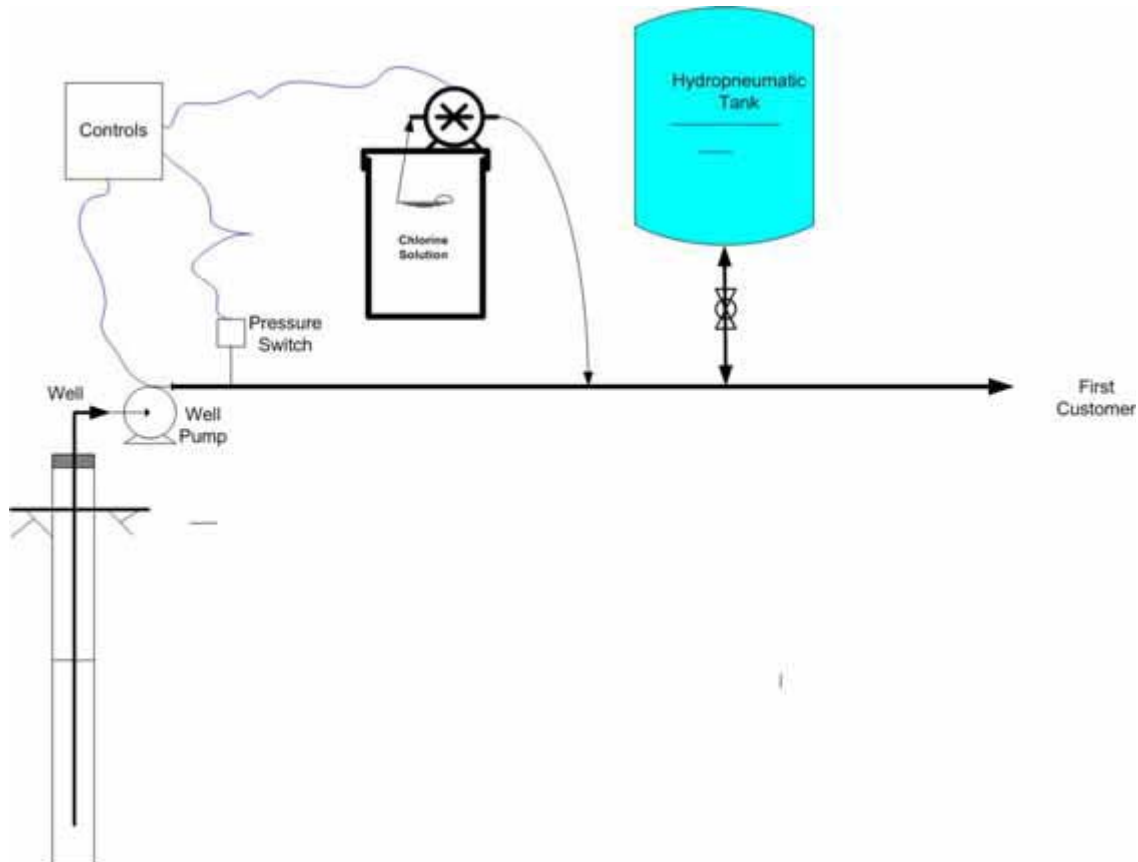 Hydropneumatic
Tank
Controls
Chlorine
Solution
Pressure
Switch
Well
Well
Pump
First
Customer